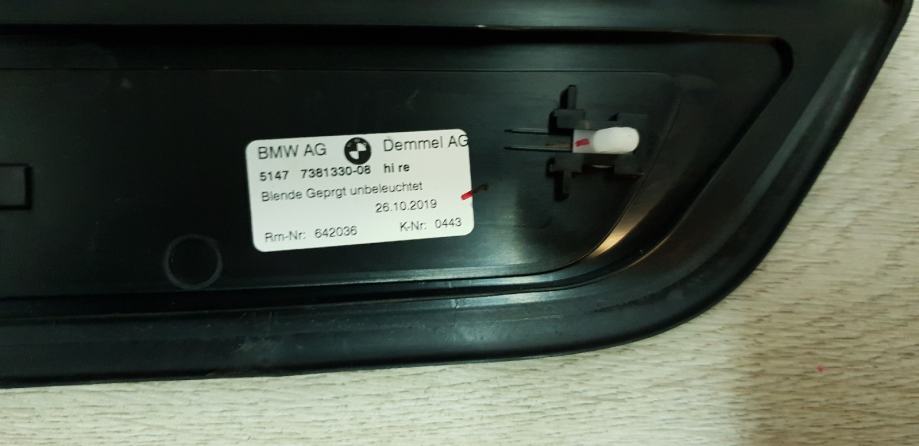 BMW AG Demmel AG
5147 7381330-08 hi re
Blende Geprgt unbeleuchtet
26.10.2019
Rm-Nr: 642036 K-Nr: 0443